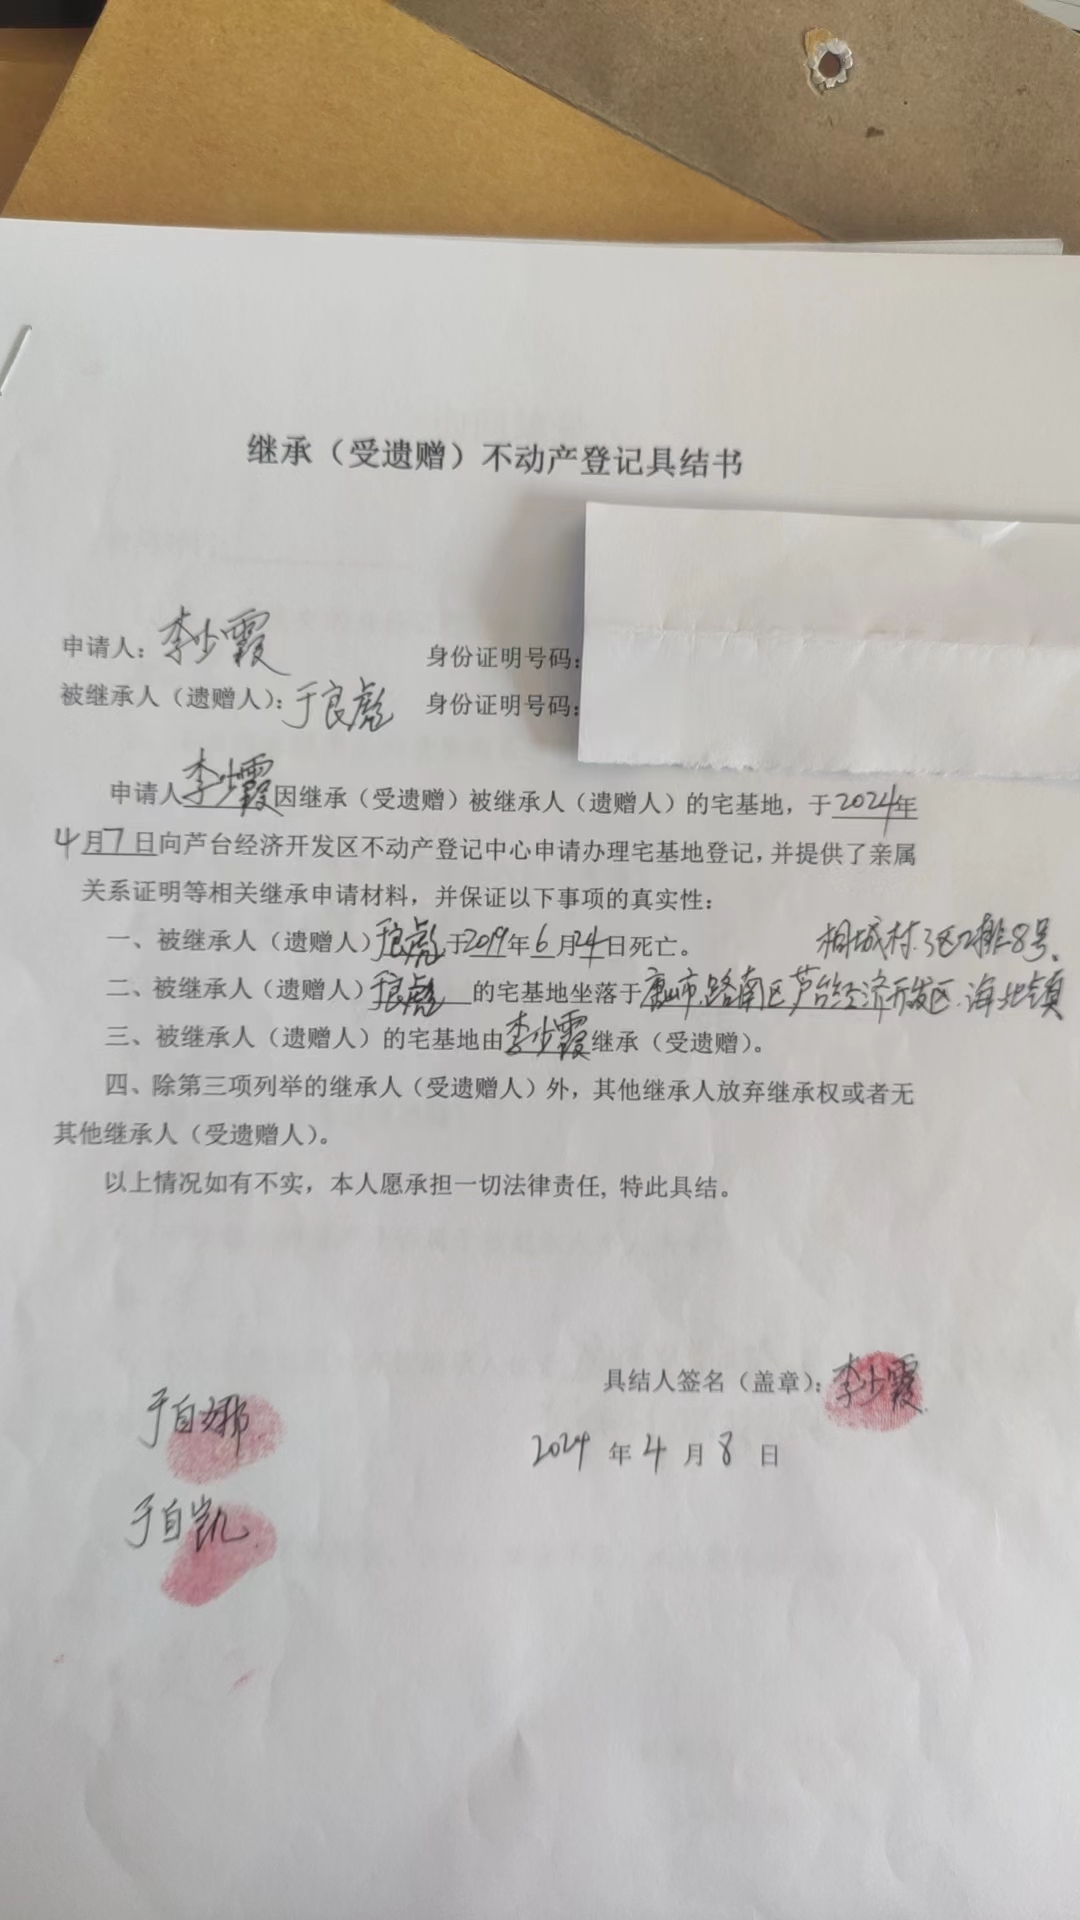 继承（受遗赠）不动产登记具结书
申请人：李少霞 身份证明号码：
被继承人（遗赠人）：于良彪 身份证明号码：
申请人李少霞因继承（受遗赠）被继承人（遗赠人）的宅基地，于2024年
4月7日向芦台经济开发区不动产登记中心申请办理宅基地登记，并提供了亲属
关系证明等相关继承申请材料，并保证以下事项的真实性：
一、被继承人（遗赠人）于良彪于2019年6月24日死亡。
桐城村.3区2排8号.
二、被继承人（遗赠人）于良彪的宅基地坐落于唐山市.路南区芦台经济开发区.海北镇
三、被继承人（遗赠人）的宅基地由李少霞继承（受遗赠）。
四、除第三项列举的继承人（受遗赠人）外，其他继承人放弃继承权或者无
其他继承人（受遗赠人）。
以上情况如有不实，本人愿承担一切法律责任, 特此具结。
具结人签名（盖章）：李少霞
于自娜
2024年4月8日
于自凯